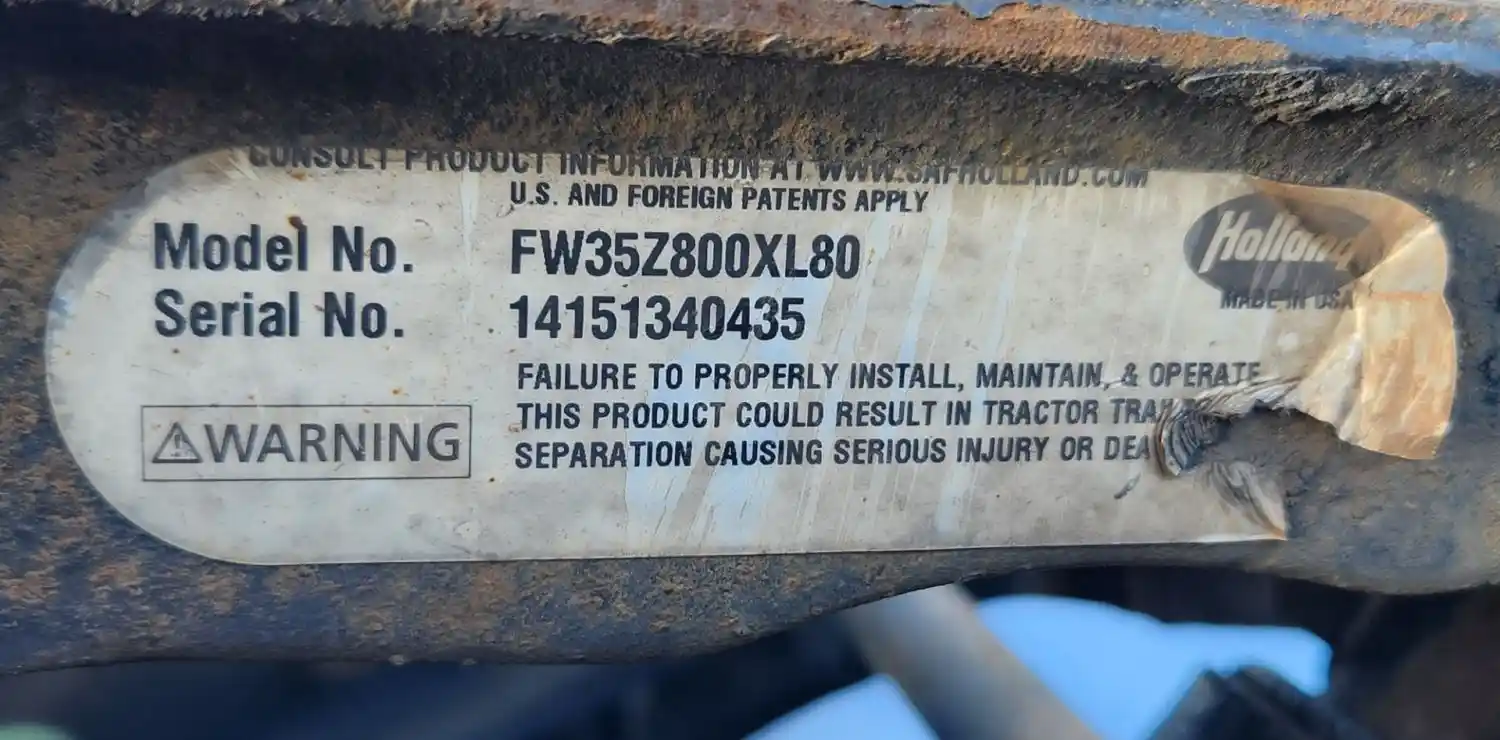 CONSULT PRODUCT INFORMATION AT WWW.SAFHOLLAND.COM
U.S. AND FOREIGN PATENTS APPLY
Holland
MADE IN USA
Model No. FW35Z800XL80
Serial No. 14151340435
FAILURE TO PROPERLY INSTALL, MAINTAIN, & OPERATE
THIS PRODUCT COULD RESULT IN TRACTOR
SEPARATION CAUSING SERIOUS INJURY OR
⚠WARNING